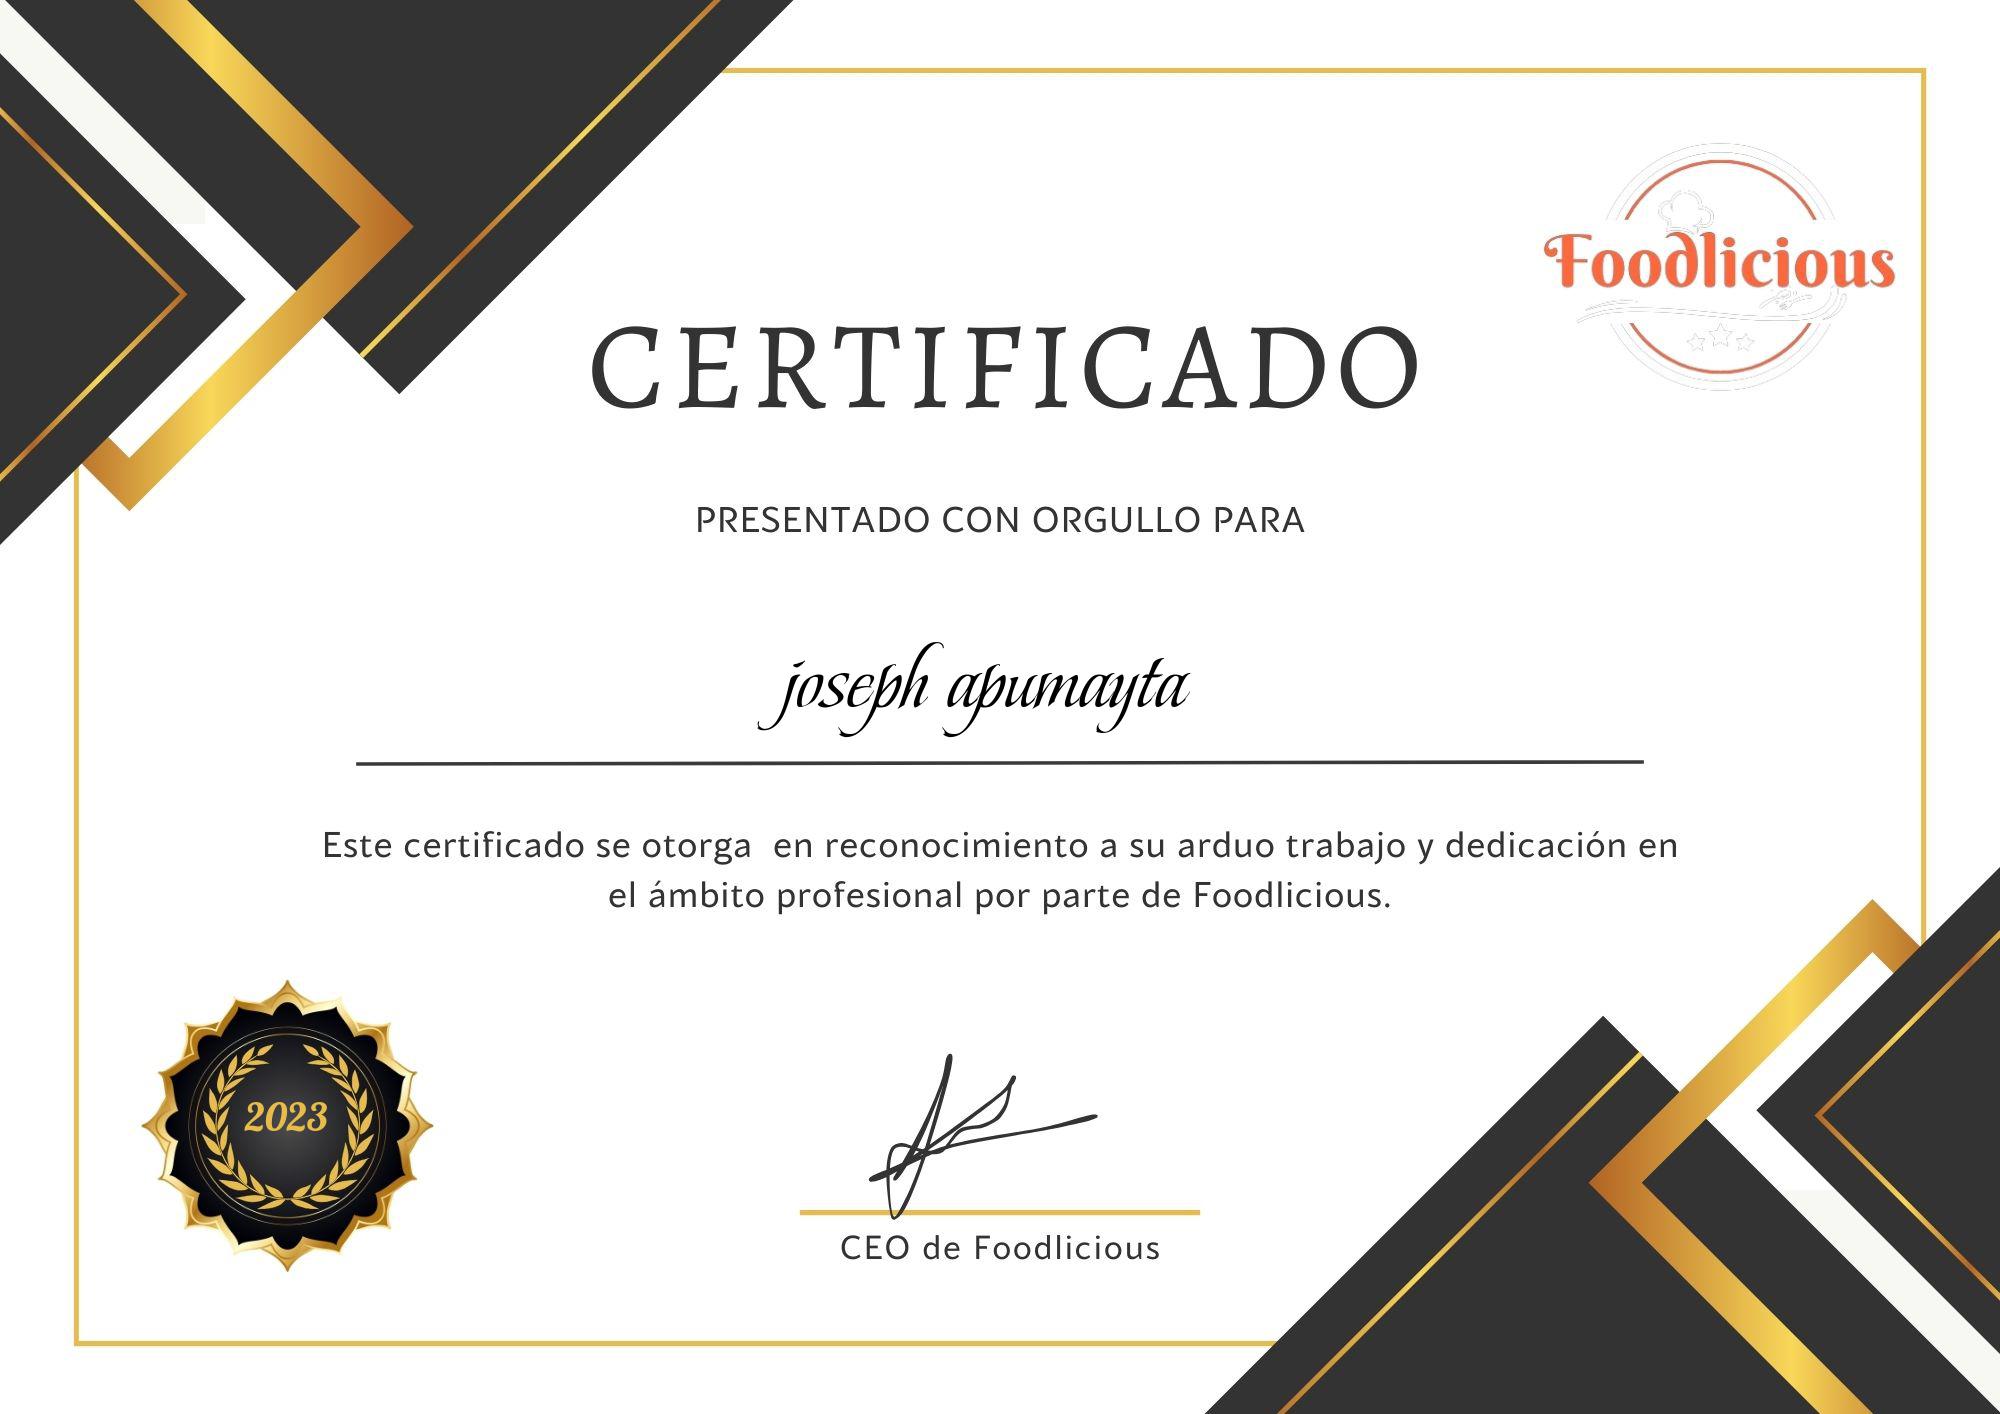 Foodlicious
CERTIFICADO
PRESENTADO CON ORGULLO PARA
joseph apumayta
Este certificado se otorga  en reconocimiento a su arduo trabajo y dedicación en
el ámbito profesional por parte de Foodlicious.
2023
CEO de Foodlicious